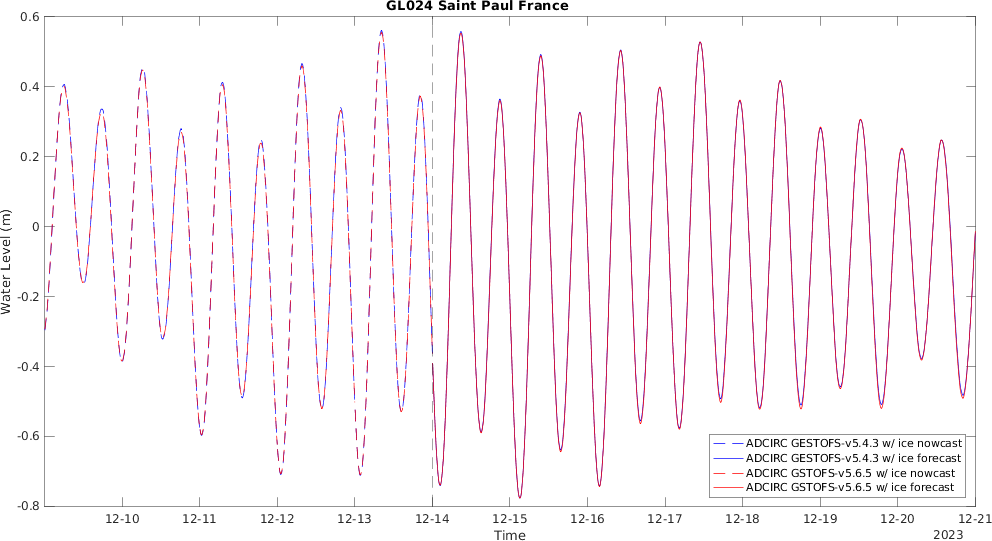 GL024 Saint Paul France
Water Level (m)
0.6
0.4
0.2
0
-0.2
-0.4
-0.6
-0.8
12-10 12-11 12-12 12-13 12-14 12-15 12-16 12-17 12-18 12-19 12-20 12-21
Time
2023
ADCIRC GESTOFS-v5.4.3 w/ ice nowcast
ADCIRC GESTOFS-v5.4.3 w/ ice forecast
ADCIRC GSTOFS-v5.6.5 w/ ice nowcast
ADCIRC GSTOFS-v5.6.5 w/ ice forecast